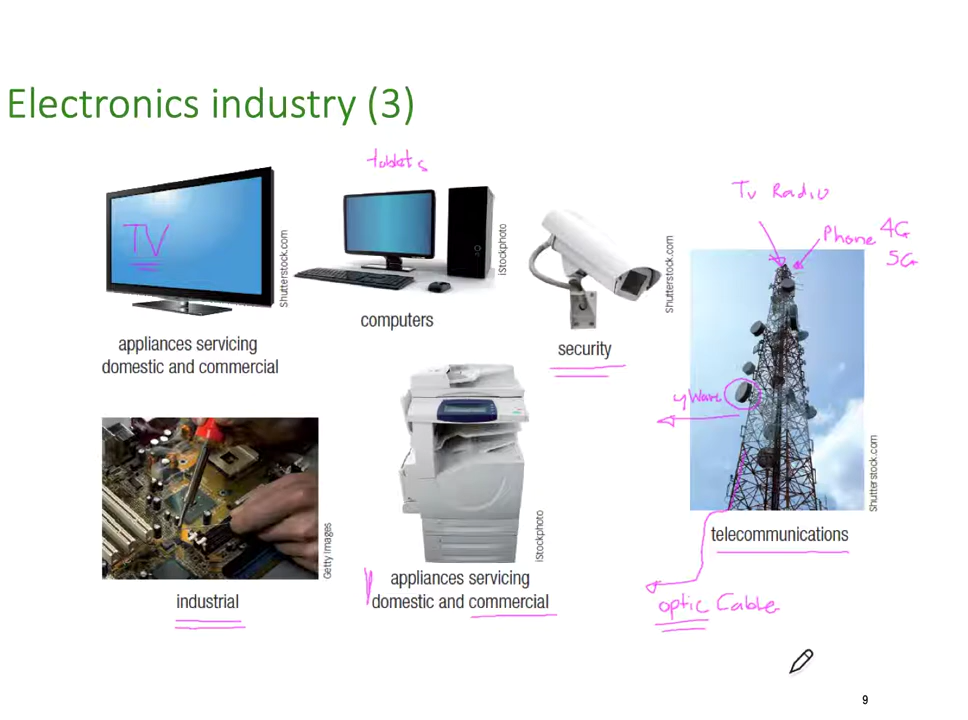 Electronics industry (3)
tablets
TV
Shutterstock.com
appliances servicing
domestic and commercial
iStockphoto
computers
Shutterstock.com
security
TV Radio
Phone 4G
5G
Wave
Shutterstock.com
telecommunications
optic Cable
Getty Images
industrial
iStockphoto
appliances servicing
domestic and commercial
9